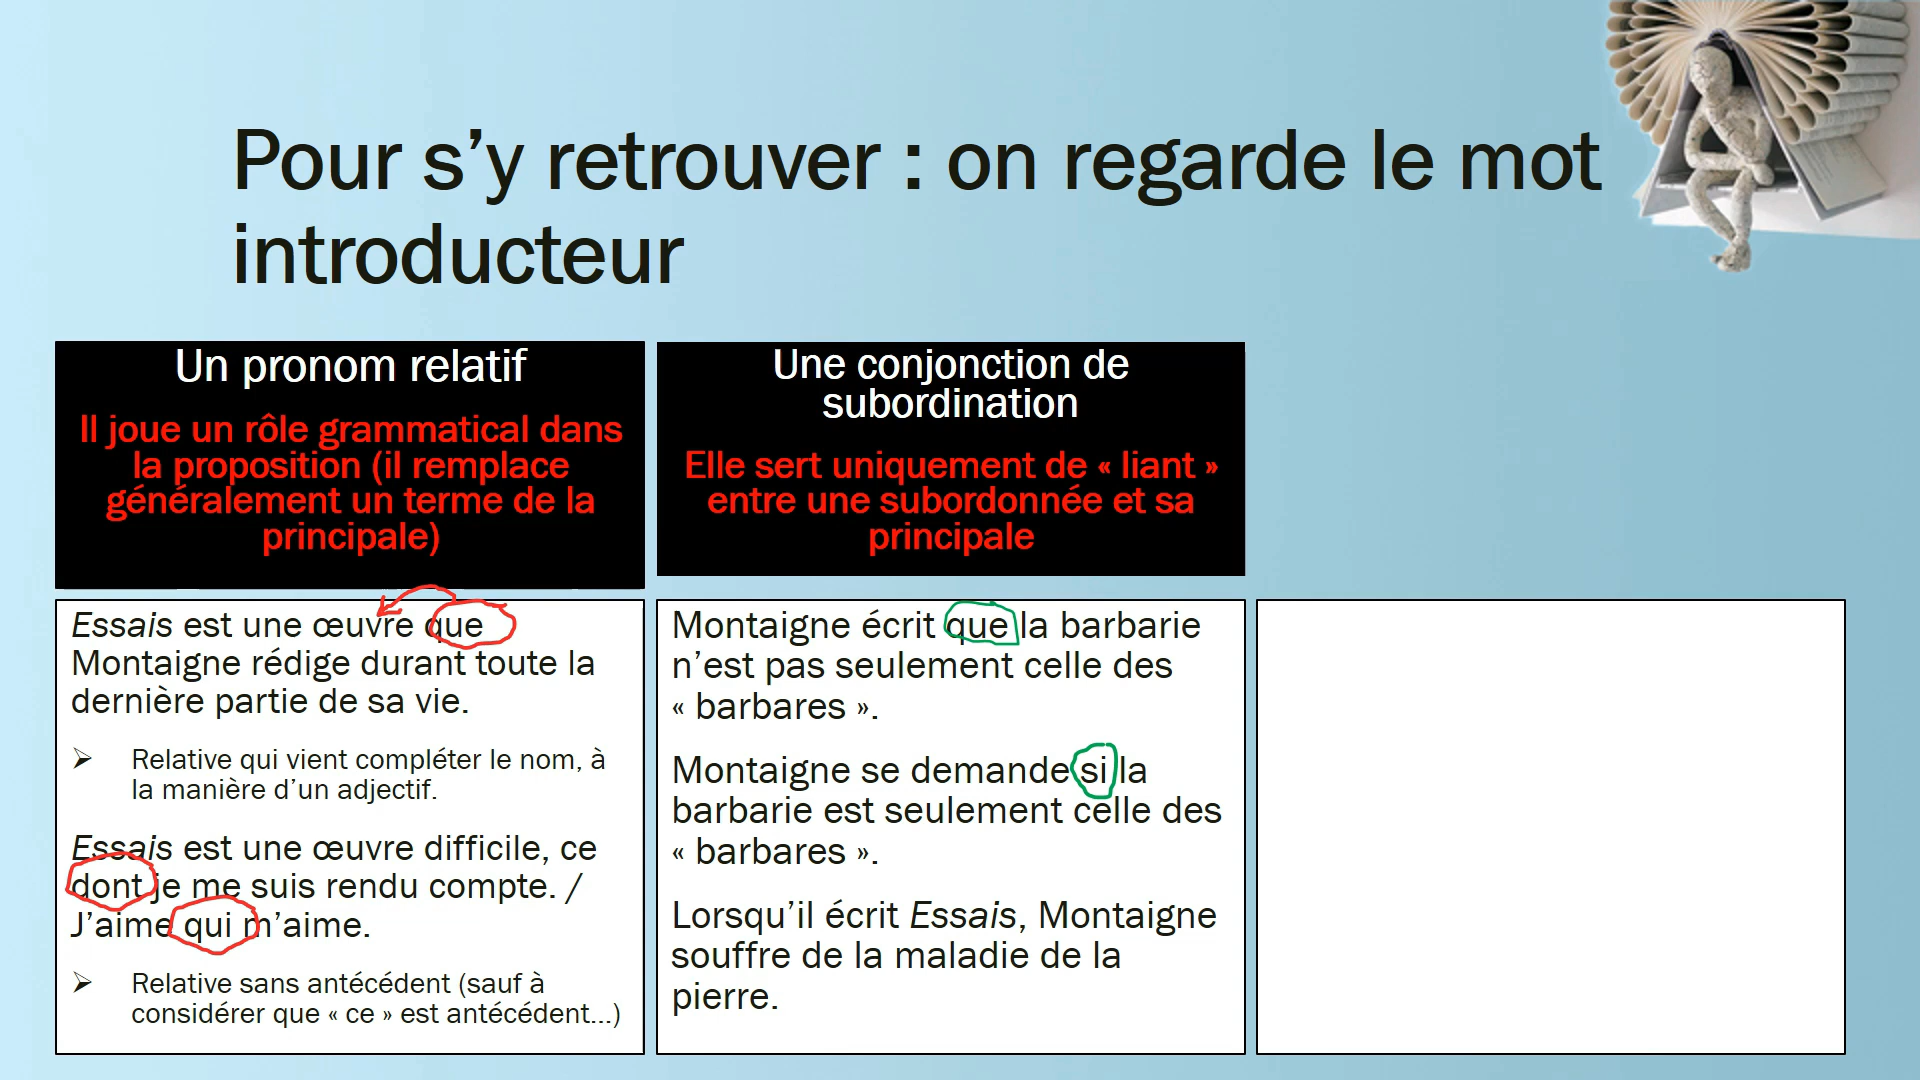 Pour s’y retrouver : on regarde le mot
introducteur
Un pronom relatif
Il joue un rôle grammatical dans
la proposition (il remplace
généralement un terme de la
principale)
Une conjonction de
subordination
Elle sert uniquement de « liant »
entre une subordonnée et sa
principale
Essais est une œuvre que
Montaigne rédige durant toute la
dernière partie de sa vie.
➢ Relative qui vient compléter le nom, à
la manière d’un adjectif.
Essais est une œuvre difficile, ce
dont je me suis rendu compte. /
J’aime qui m’aime.
➢ Relative sans antécédent (sauf à
considérer que « ce » est antécédent...)
Montaigne écrit que la barbarie
n’est pas seulement celle des
« barbares ».
Montaigne se demande si la
barbarie est seulement celle des
« barbares ».
Lorsqu’il écrit Essais, Montaigne
souffre de la maladie de la
pierre.